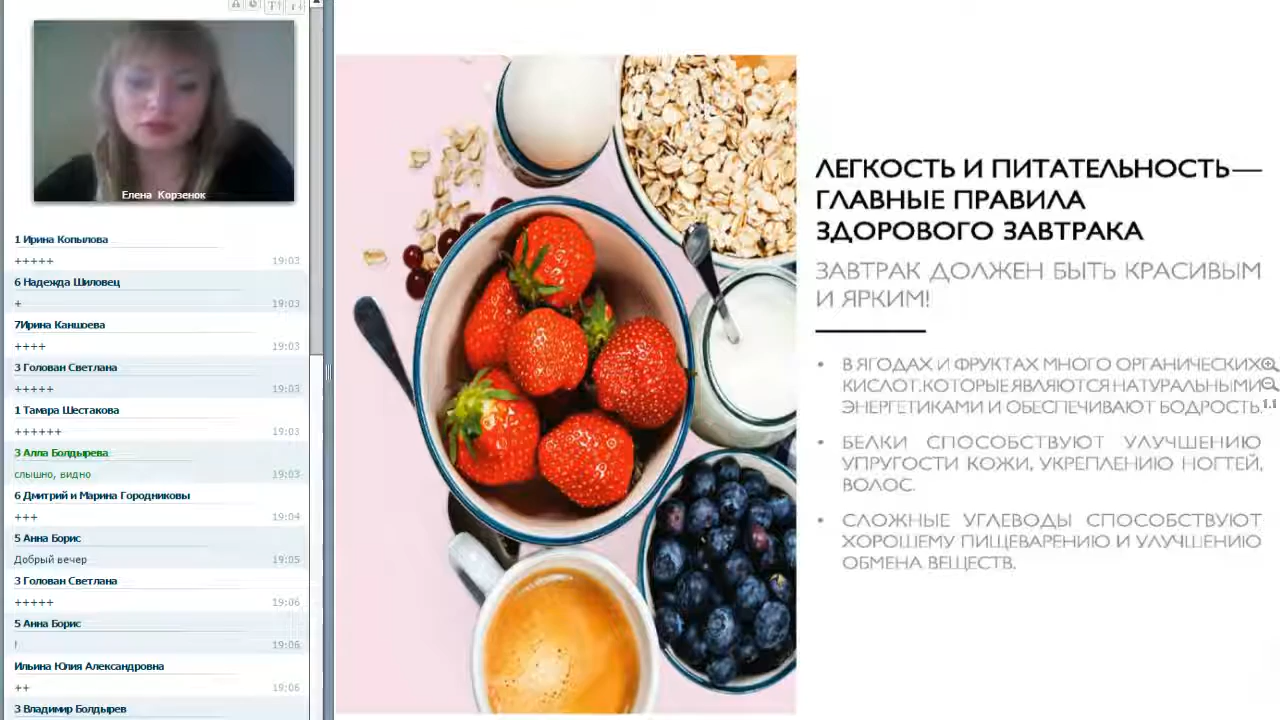 Елена Корзенок
1 Ирина Копылова
+++++ 19:03
6 Надежда Шиловец
+ 19:03
7Ирина Каншоева
++++ 19:03
3 Голован Светлана
+++++ 19:03
1 Тамара Шестакова
++++++ 19:03
3 Алла Болдырева
слышно, видно 19:03
6 Дмитрий и Марина Городниковы
+++ 19:04
5 Анна Борис
Добрый вечер 19:05
3 Голован Светлана
+++++ 19:06
5 Анна Борис
! 19:06
Ильина Юлия Александровна
++ 19:06
3 Владимир Болдырев
ЛЕГКОСТЬ И ПИТАТЕЛЬНОСТЬ—
ГЛАВНЫЕ ПРАВИЛА
ЗДОРОВОГО ЗАВТРАКА
ЗАВТРАК ДОЛЖЕН БЫТЬ КРАСИВЫМ
И ЯРКИМ!
• В ЯГОДАХ И ФРУКТАХ МНОГО ОРГАНИЧЕСКИХ
КИСЛОТ.КОТОРЫЕ ЯВЛЯЮТСЯ НАТУРАЛЬНЫМИ
ЭНЕРГЕТИКАМИ И ОБЕСПЕЧИВАЮТ БОДРОСТЬ.
1.1
• БЕЛКИ СПОСОБСТВУЮТ УЛУЧШЕНИЮ
УПРУГОСТИ КОЖИ, УКРЕПЛЕНИЮ НОГТЕЙ,
ВОЛОС.
• СЛОЖНЫЕ УГЛЕВОДЫ СПОСОБСТВУЮТ
ХОРОШЕМУ ПИЩЕВАРЕНИЮ И УЛУЧШЕНИЮ
ОБМЕНА ВЕЩЕСТВ.